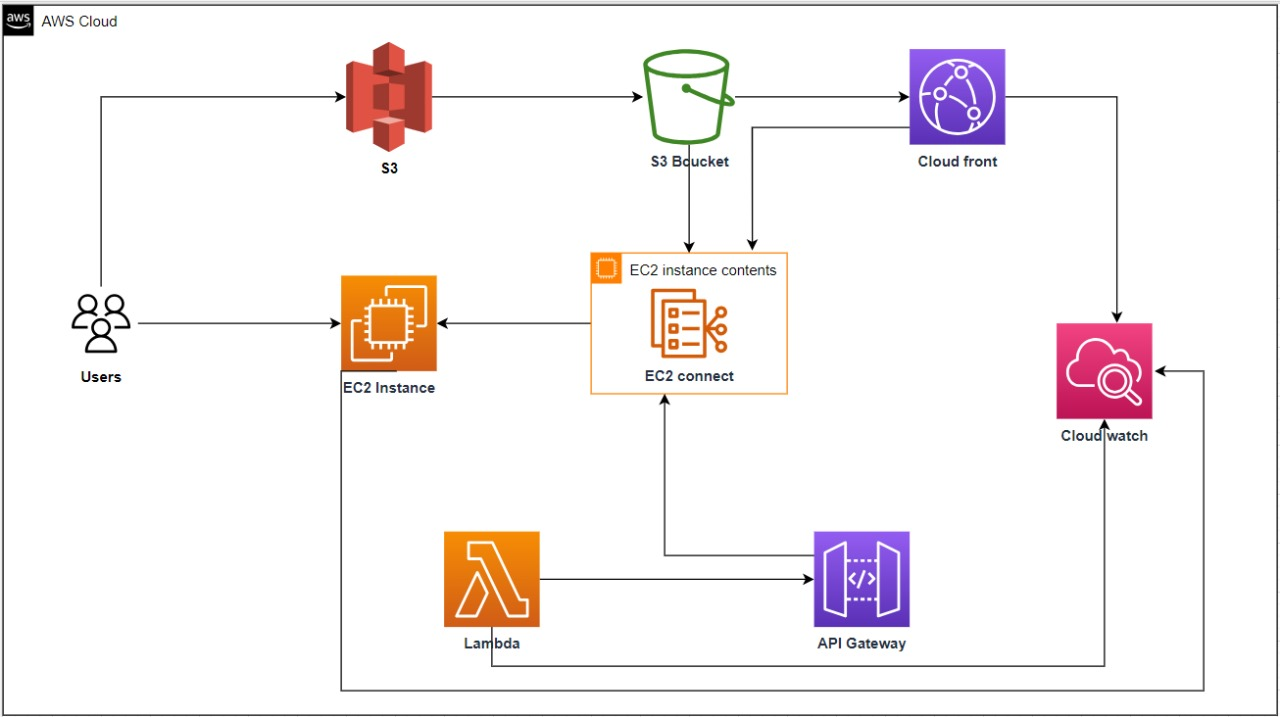 aws
AWS Cloud
S3
S3 Boucket
Cloud front
EC2 instance contents
EC2 connect
Users
EC2 Instance
Cloud watch
</>
Lambda
API Gateway